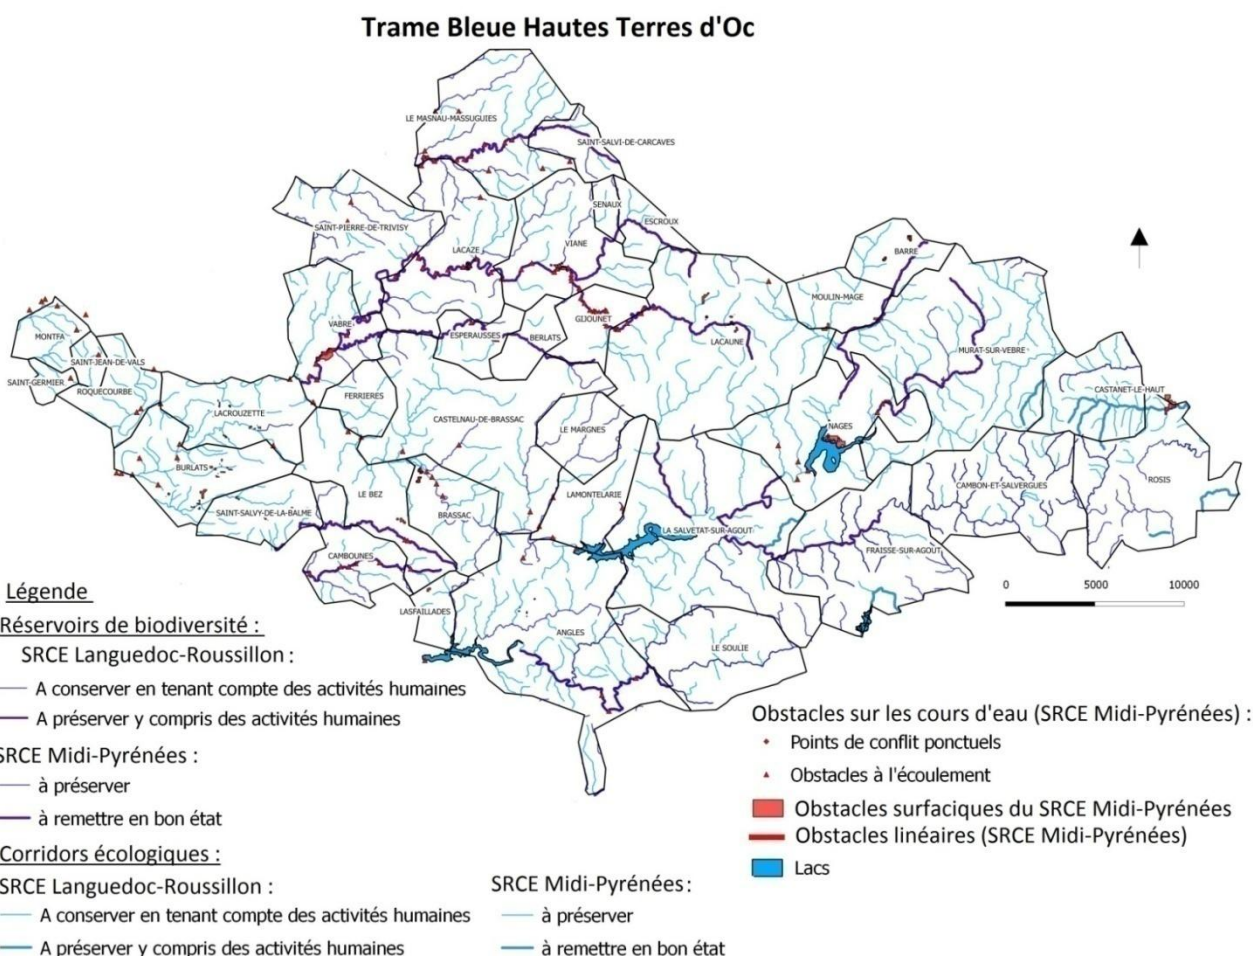 Trame Bleue Hautes Terres d'Oc
LE MASNAU-MASSUGUIES
SAINT-SALVI-DE-CARCAVES
SENAUX
SAINT-PIERRE-DE-TRIVISY
ESCROUX
LACAZE
VIANE
BARRE
MOULIN-MAGE
VABRE
GIJOUNET
MONTFA
ESPERAUSSES
BERLATS
LACAUNE
MURAT-SUR-VEBRE
SAINT-JEAN-DE-VALS
SAINT-GERMIER
ROQUECOURBE
FERRIERES
CASTANET-LE-HAUT
LACROUZETTE
CASTELNAU-DE-BRASSAC
LE MARGNES
NAGES
BURLATS
ROSIS
LE BEZ
LAMONTELARIE
CAMBON-ET-SALVERGUES
SAINT-SALVY-DE-LA-BALME
BRASSAC
LA SALVETAT-SUR-AGOUT
CAMBOUNES
FRAISSE-SUR-AGOUT
0 5000 10000
LASFAILLADES
ANGLES
LE SOULIE
Légende
Réservoirs de biodiversité :
SRCE Languedoc-Roussillon :
A conserver en tenant compte des activités humaines
A préserver y compris des activités humaines
SRCE Midi-Pyrénées :
à préserver
à remettre en bon état
Corridors écologiques :
SRCE Languedoc-Roussillon :
A conserver en tenant compte des activités humaines
A préserver y compris des activités humaines
SRCE Midi-Pyrénées:
à préserver
à remettre en bon état
Obstacles sur les cours d'eau (SRCE Midi-Pyrénées) :
Points de conflit ponctuels
Obstacles à l'écoulement
Obstacles surfaciques du SRCE Midi-Pyrénées
Obstacles linéaires (SRCE Midi-Pyrénées)
Lacs